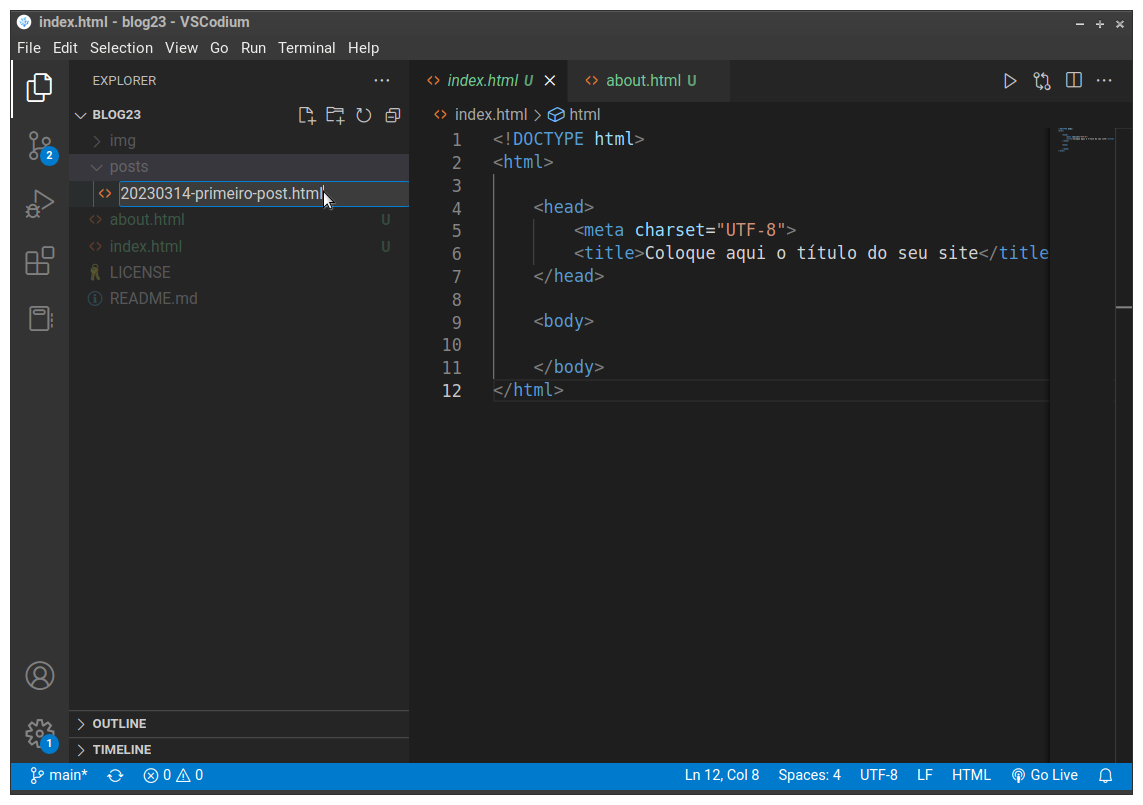 index.html - blog23 - VSCodium
File Edit Selection View Go Run Terminal Help
EXPLORER
index.html U
about.html U
BLOG23
index.html > html
img
posts
20230314-primeiro-post.html
about.html U
index.html U
LICENSE
README.md
1 <!DOCTYPE html>
2 <html>
3
4 <head>
5 <meta charset="UTF-8">
6 <title>Coloque aqui o título do seu site</title
7 </head>
8
9 <body>
10
11 </body>
12 </html>
2
1
OUTLINE
TIMELINE
main* 0 0 Ln 12, Col 8 Spaces: 4 UTF-8 LF HTML Go Live